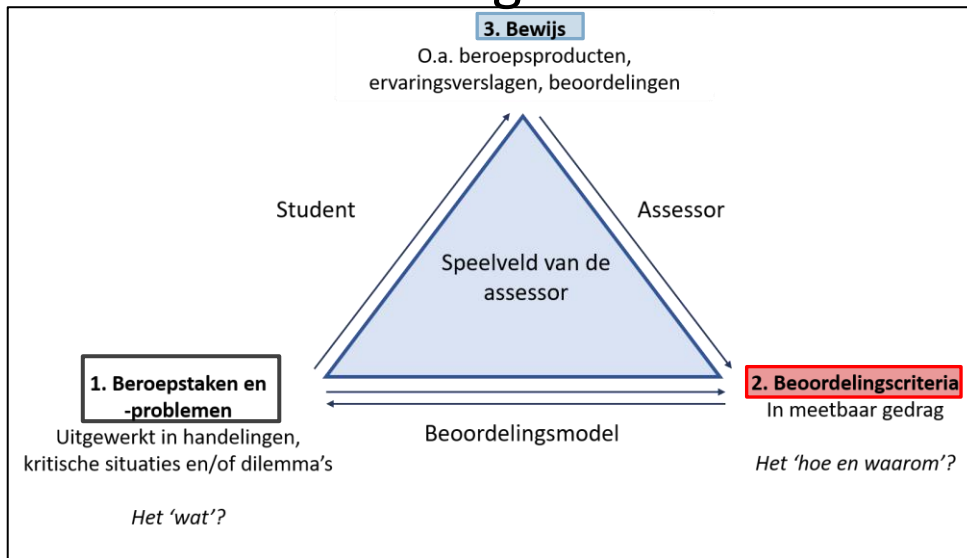 3. Bewijs
O.a. beroepsproducten,
ervaringsverslagen, beoordelingen
Student
Assessor
Speelveld van de
assessor
1. Beroepstaken en
-problemen
Uitgewerkt in handelingen,
kritische situaties en/of dilemma's
Het 'wat'?
Beoordelingsmodel
2. Beoordelingscriteria
In meetbaar gedrag
Het 'hoe en waarom'?